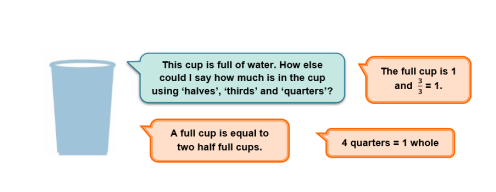 This cup is full of water. How else
could I say how much is in the cup
using ‘halves’, ‘thirds’ and ‘quarters’?
The full cup is 1
and 3/3 = 1.
A full cup is equal to
two half full cups.
4 quarters = 1 whole